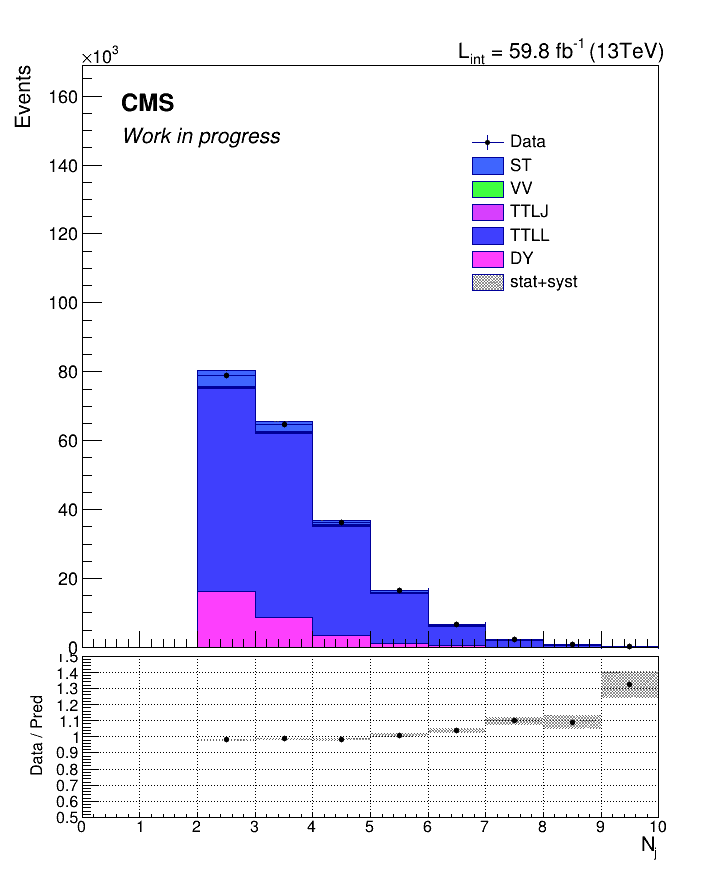 ×10³
L_int = 59.8 fb⁻¹ (13TeV)
Events
CMS
Work in progress
Data
ST
VV
TTLJ
TTLL
DY
stat+syst
160
140
120
100
80
60
40
20
0
Data / Pred
1.5
1.4
1.3
1.2
1.1
1
0.9
0.8
0.7
0.6
0.5
0 1 2 3 4 5 6 7 8 9 10
N_j